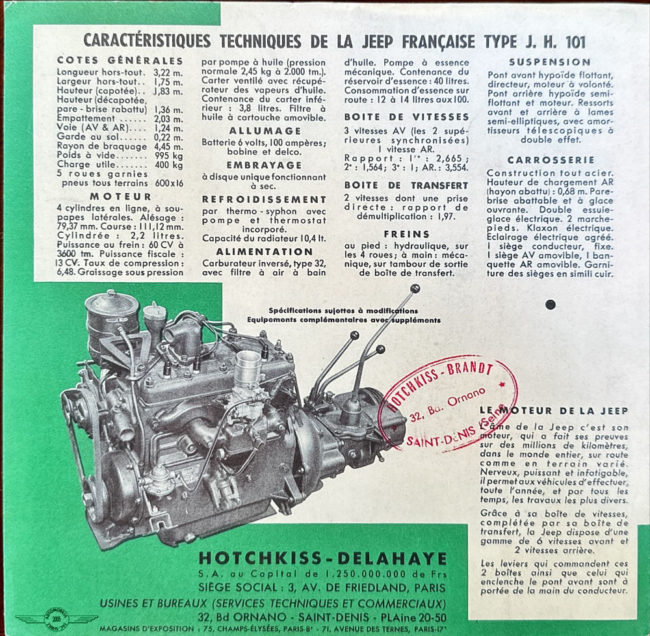 CARACTÉRISTIQUES TECHNIQUES DE LA JEEP FRANÇAISE TYPE J. H. 101
COTES GÉNÉRALES
Longueur hors-tout. 3,22 m.
Largeur hors-tout.. 1,75 m.
Hauteur (capotée).. 1,83 m.
Hauteur (décapotée,
pare - brise rabattu) 1,36 m.
Empattement ...... 2,03 m.
Voie (AV & AR).... 1,24 m.
Garde au sol...... 0,22 m.
Rayon de braquage 4,45 m.
Poids à vide....... 995 kg
Charge utile....... 400 kg
5 roues garnies
pneus tous terrains 600x16
MOTEUR
4 cylindres en ligne, à sou-
papes latérales. Alésage :
79,37 mm. Course : 111,12 mm.
Cylindrée : 2,2 litres.
Puissance au frein : 60 CV à
3600 tm. Puissance fiscale :
13 CV. Taux de compression :
6,48. Graissage sous pression
par pompe à huile (pression
normale 2,45 kg à 2.000 tm.).
Carter ventilé avec récupé-
rateur des vapeurs d'huile.
Contenance du carter infé-
rieur : 3,8 litres. Filtre à
huile à cartouche amovible.
ALLUMAGE
Batterie 6 volts, 100 ampères;
bobine et delco.
EMBRAYAGE
à disque unique fonctionnant
à sec.
REFROIDISSEMENT
par thermo - syphon avec
pompe et thermostat
incorporé.
Capacité du radiateur 10,4 lt.
ALIMENTATION
Carburateur inversé, type 32,
avec filtre à air à bain
d'huile. Pompe à essence
mécanique. Contenance du
réservoir d'essence : 40 litres.
Consommation d'essence sur
route : 12 à 14 litres aux 100.
BOITE DE VITESSES
3 vitesses AV (les 2 supé-
rieures synchronisées)
1 vitesse AR.
Rapport : 1re : 2,665 ;
2e : 1,564; 3e : 1; AR.: 3,554.
BOITE DE TRANSFERT
2 vitesses dont une prise
directe : rapport de
démultiplication : 1,97.
FREINS
au pied : hydraulique, sur
les 4 roues; à main : méca-
nique, sur tambour de sortie
de boîte de transfert.
SUSPENSION
Pont avant hypoïde flottant,
directeur, moteur à volonté.
Pont arrière hypoïde semi-
flottant et moteur. Ressorts
avant et arrière à lames
semi-elliptiques, avec amor-
tisseurs télescopiques à
double effet.
CARROSSERIE
Construction tout acier.
Hauteur de chargement AR
(hayon abattu) : 0,68 m. Pare-
brise abattable et à glace
ouvrante. Double essuie-
glace électrique. 2 marche-
pieds. Klaxon électrique.
Eclairage électrique agréé.
1 siège conducteur, fixe.
1 siège AV amovible, 1 ban-
quette AR amovible. Garni-
ture des sièges en simili cuir.
Spécifications sujettes à modifications
Equipements complémentaires avec suppléments
HOTCHKISS - BRANDT
32, Bd. Ornano
SAINT-DENIS (Seine)
LE MOTEUR DE LA JEEP
L'âme de la Jeep c'est son
moteur, qui a fait ses preuves
sur des millions de kilomètres,
dans le monde entier, sur route
comme en terrain varié.
Nerveux, puissant et infatigable,
il permet aux véhicules d'effectuer,
toute l'année, et par tous les
temps, les travaux les plus divers.
Grâce à sa boîte de vitesses,
complétée par sa boîte de
transfert, la Jeep dispose d'une
gamme de 6 vitesses avant et
2 vitesses arrière.
Les leviers qui commandent ces
2 boîtes ainsi que celui qui
enclenche le pont avant sont à
portée de la main du conducteur.
HOTCHKISS - DELAHAYE
S. A. au Capital de 1.250.000.000 de Frs
SIÈGE SOCIAL : 3, AV. DE FRIEDLAND, PARIS
USINES ET BUREAUX (SERVICES TECHNIQUES ET COMMERCIAUX)
32, Bd ORNANO - SAINT-DENIS - PLAine 20-50
MAGASINS D'EXPOSITION : 75, CHAMPS-ÉLYSÉES, PARIS-8e - 71, AVENUE DES TERNES, PARIS-17e